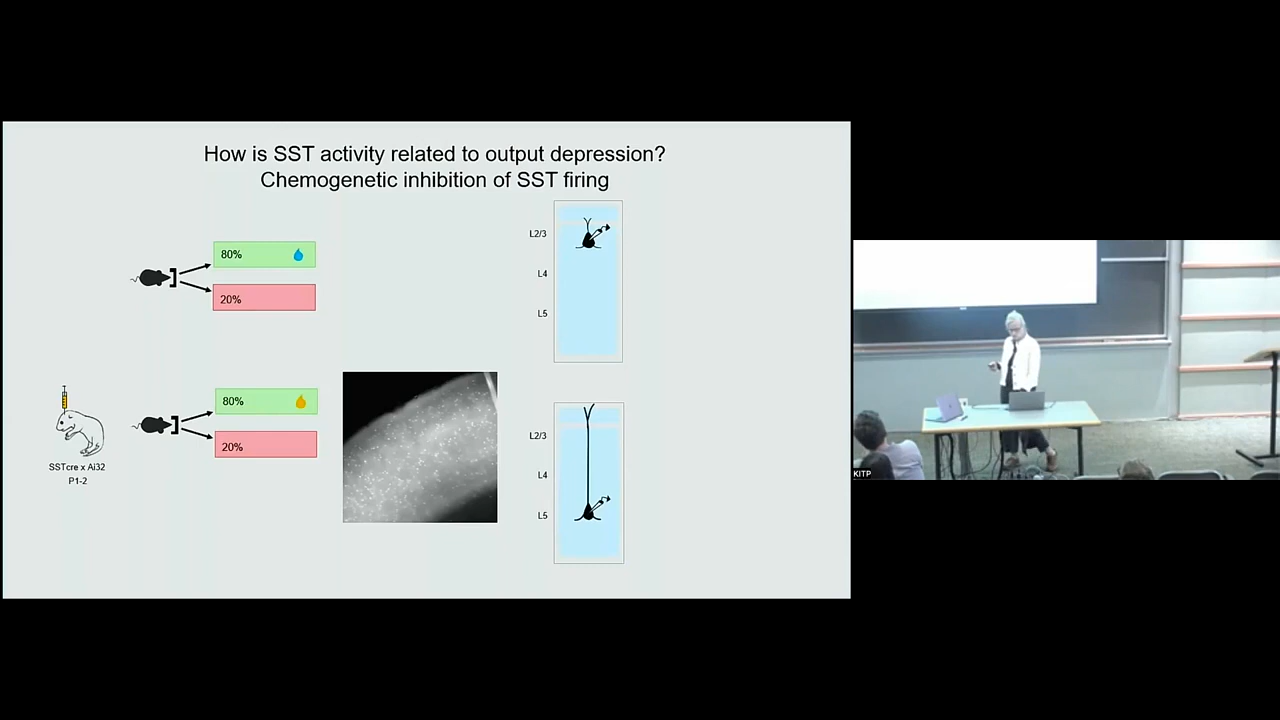 How is SST activity related to output depression?
Chemogenetic inhibition of SST firing
80%
20%
L2/3
L4
L5
SSTcre x Ai32
P1-2
80%
20%
L2/3
L4
L5
KITP